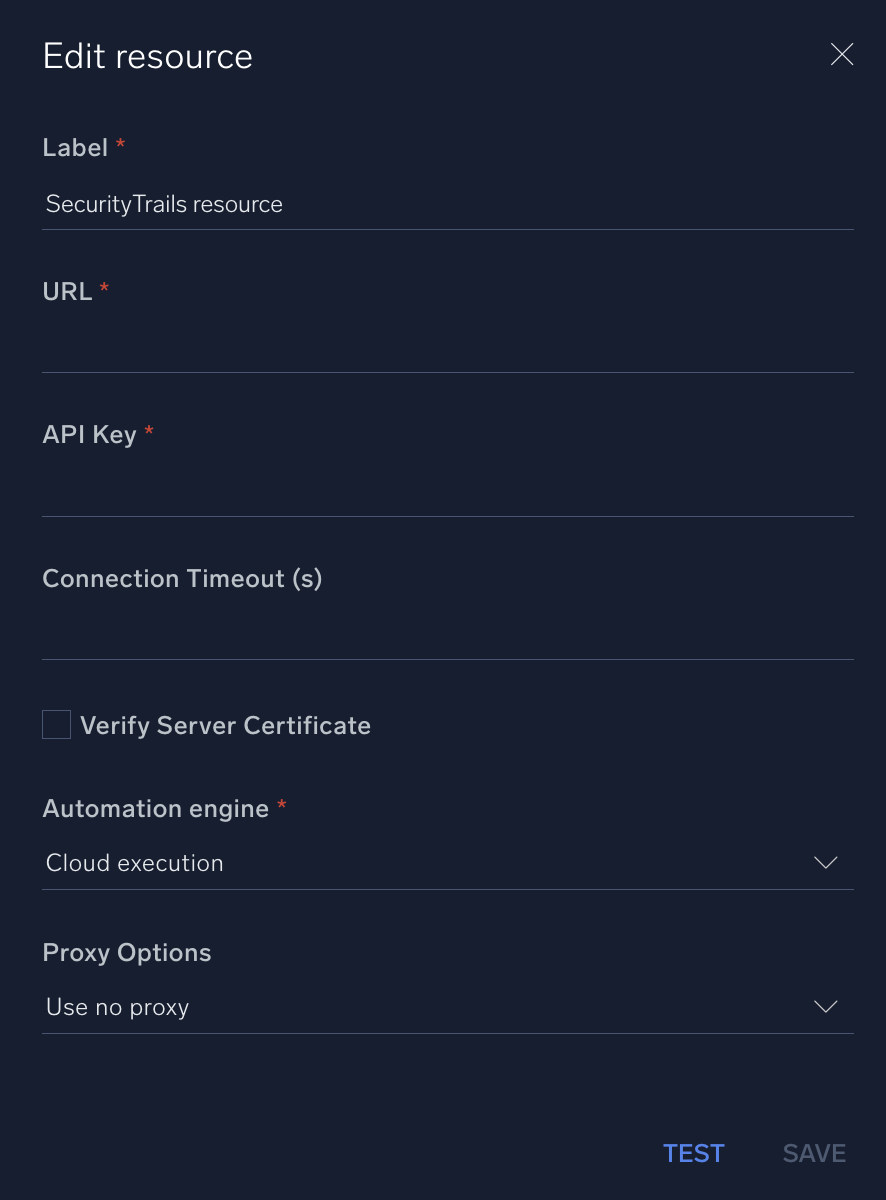 Edit resource
Label *
SecurityTrails resource
URL *
API Key *
Connection Timeout (s)
Verify Server Certificate
Automation engine *
Cloud execution
Proxy Options
Use no proxy
TEST SAVE